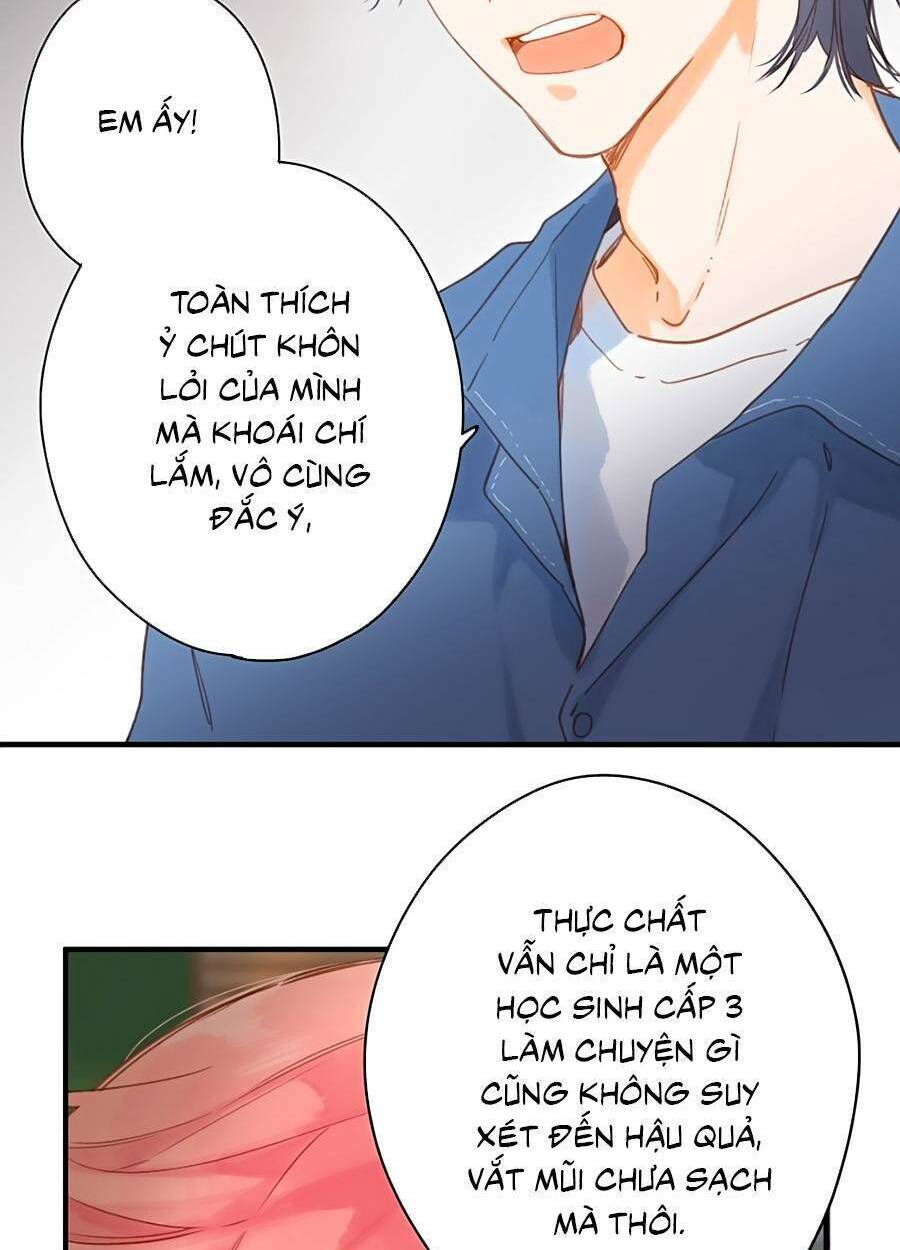 EM ẤY!
TOÀN THÍCH
Ỷ CHÚT KHÔN
LỎI CỦA MÌNH
MÀ KHOÁI CHÍ
LẮM, VÔ CÙNG
ĐẮC Ý,
THỰC CHẤT
VẪN CHỈ LÀ MỘT
HỌC SINH CẤP 3
LÀM CHUYỆN GÌ
CŨNG KHÔNG SUY
XÉT ĐẾN HẬU QUẢ,
VẮT MŨI CHƯA SẠCH
MÀ THÔI.